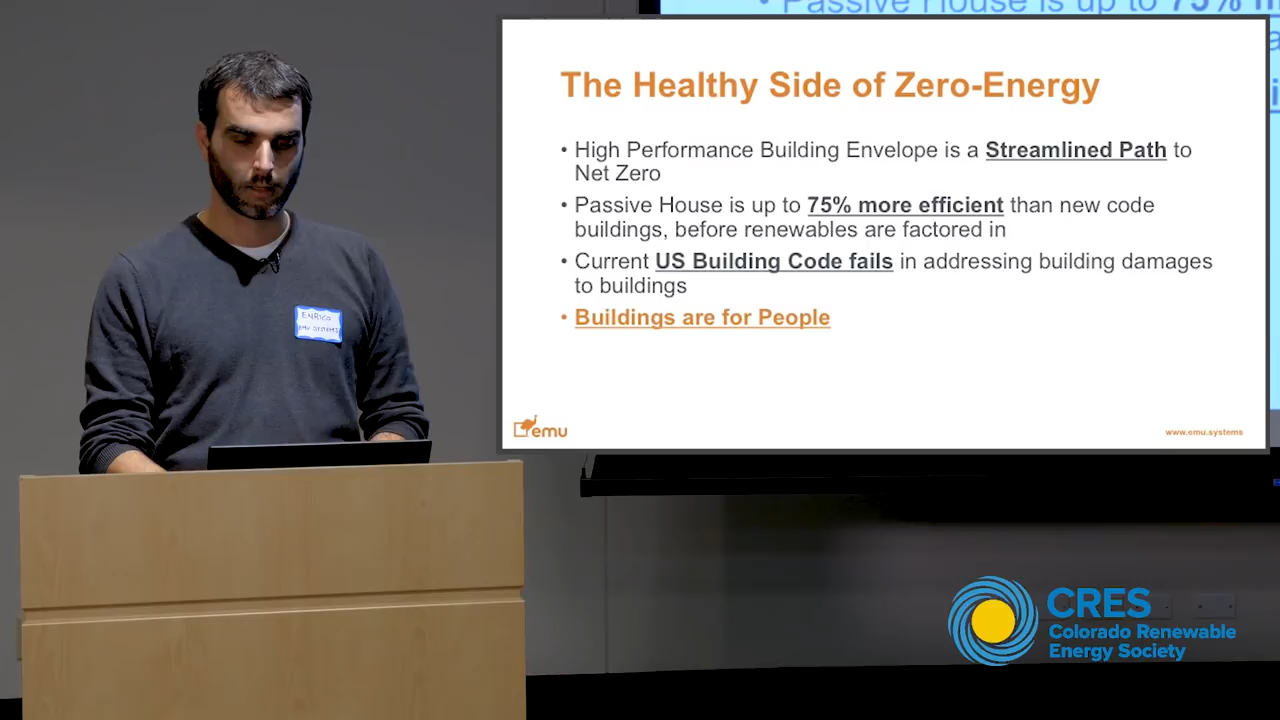 Passive House is up to 75% m
The Healthy Side of Zero-Energy
• High Performance Building Envelope is a Streamlined Path to
Net Zero
• Passive House is up to 75% more efficient than new code
buildings, before renewables are factored in
• Current US Building Code fails in addressing building damages
to buildings
• Buildings are for People
emu
www.emu.systems
ENRICO
EMU SYSTEMS
CRES
Colorado Renewable
Energy Society